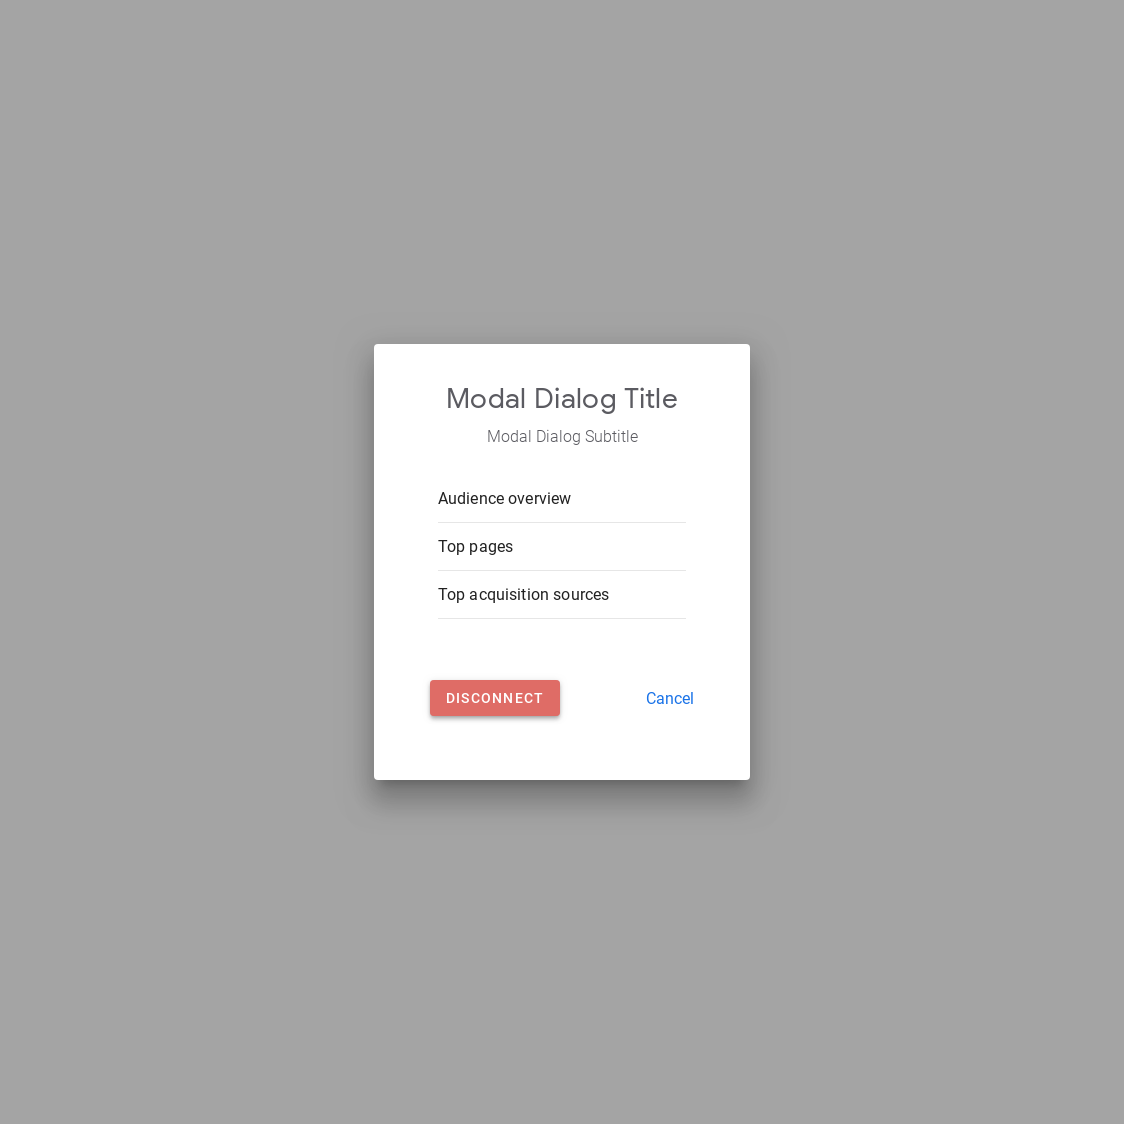 Modal Dialog Title
Modal Dialog Subtitle
Audience overview
Top pages
Top acquisition sources
DISCONNECT
Cancel